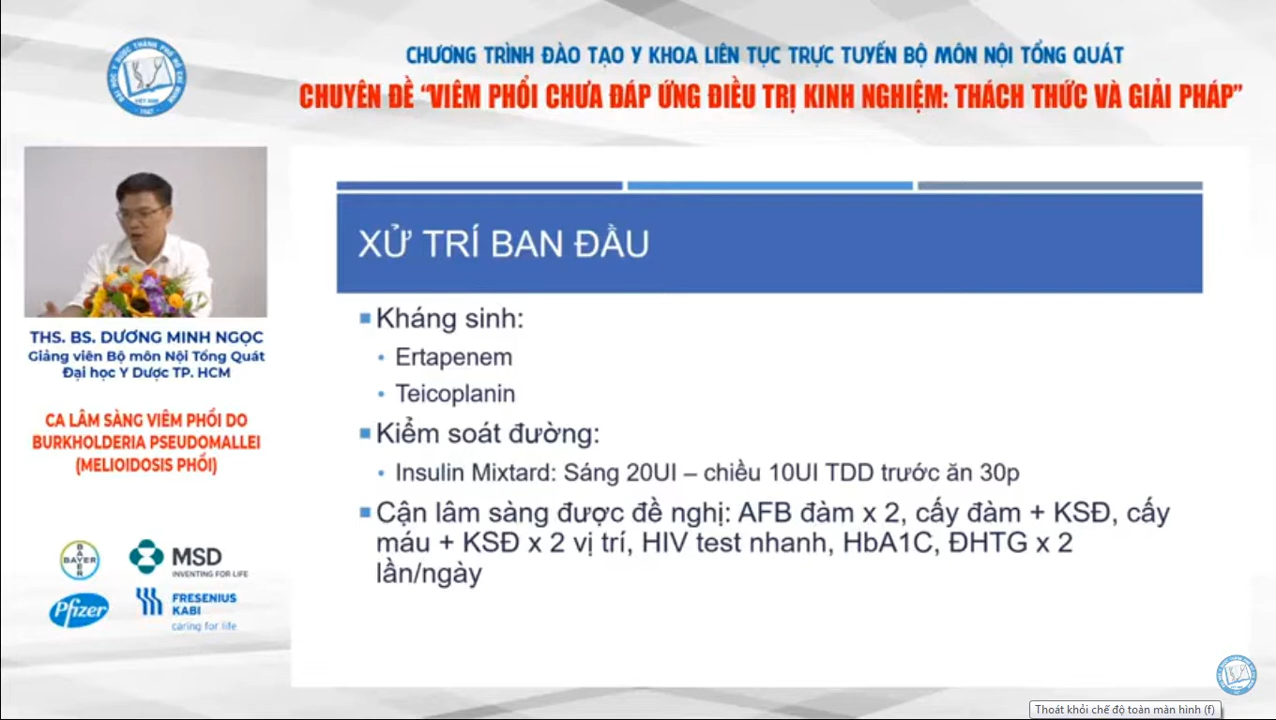 CHƯƠNG TRÌNH ĐÀO TẠO Y KHOA LIÊN TỤC TRỰC TUYẾN BỘ MÔN NỘI TỔNG QUÁT
CHUYÊN ĐỀ “VIÊM PHỔI CHƯA ĐÁP ỨNG ĐIỀU TRỊ KINH NGHIỆM: THÁCH THỨC VÀ GIẢI PHÁP”
THS. BS. DƯƠNG MINH NGỌC
Giảng viên Bộ môn Nội Tổng Quát
Đại học Y Dược TP. HCM
CA LÂM SÀNG VIÊM PHỔI DO
BURKHOLDERIA PSEUDOMALLEI
(MELIOIDOSIS PHỔI)
BAYER
MSD
INVENTING FOR LIFE
Pfizer
FRESENIUS
KABI
caring for life
XỬ TRÍ BAN ĐẦU
Kháng sinh:
Ertapenem
Teicoplanin
Kiểm soát đường:
Insulin Mixtard: Sáng 20UI – chiều 10UI TDD trước ăn 30p
Cận lâm sàng được đề nghị: AFB đàm x 2, cấy đàm + KSĐ, cấy
máu + KSĐ x 2 vị trí, HIV test nhanh, HbA1C, ĐHTG x 2
lần/ngày
Thoát khỏi chế độ toàn màn hình (f)